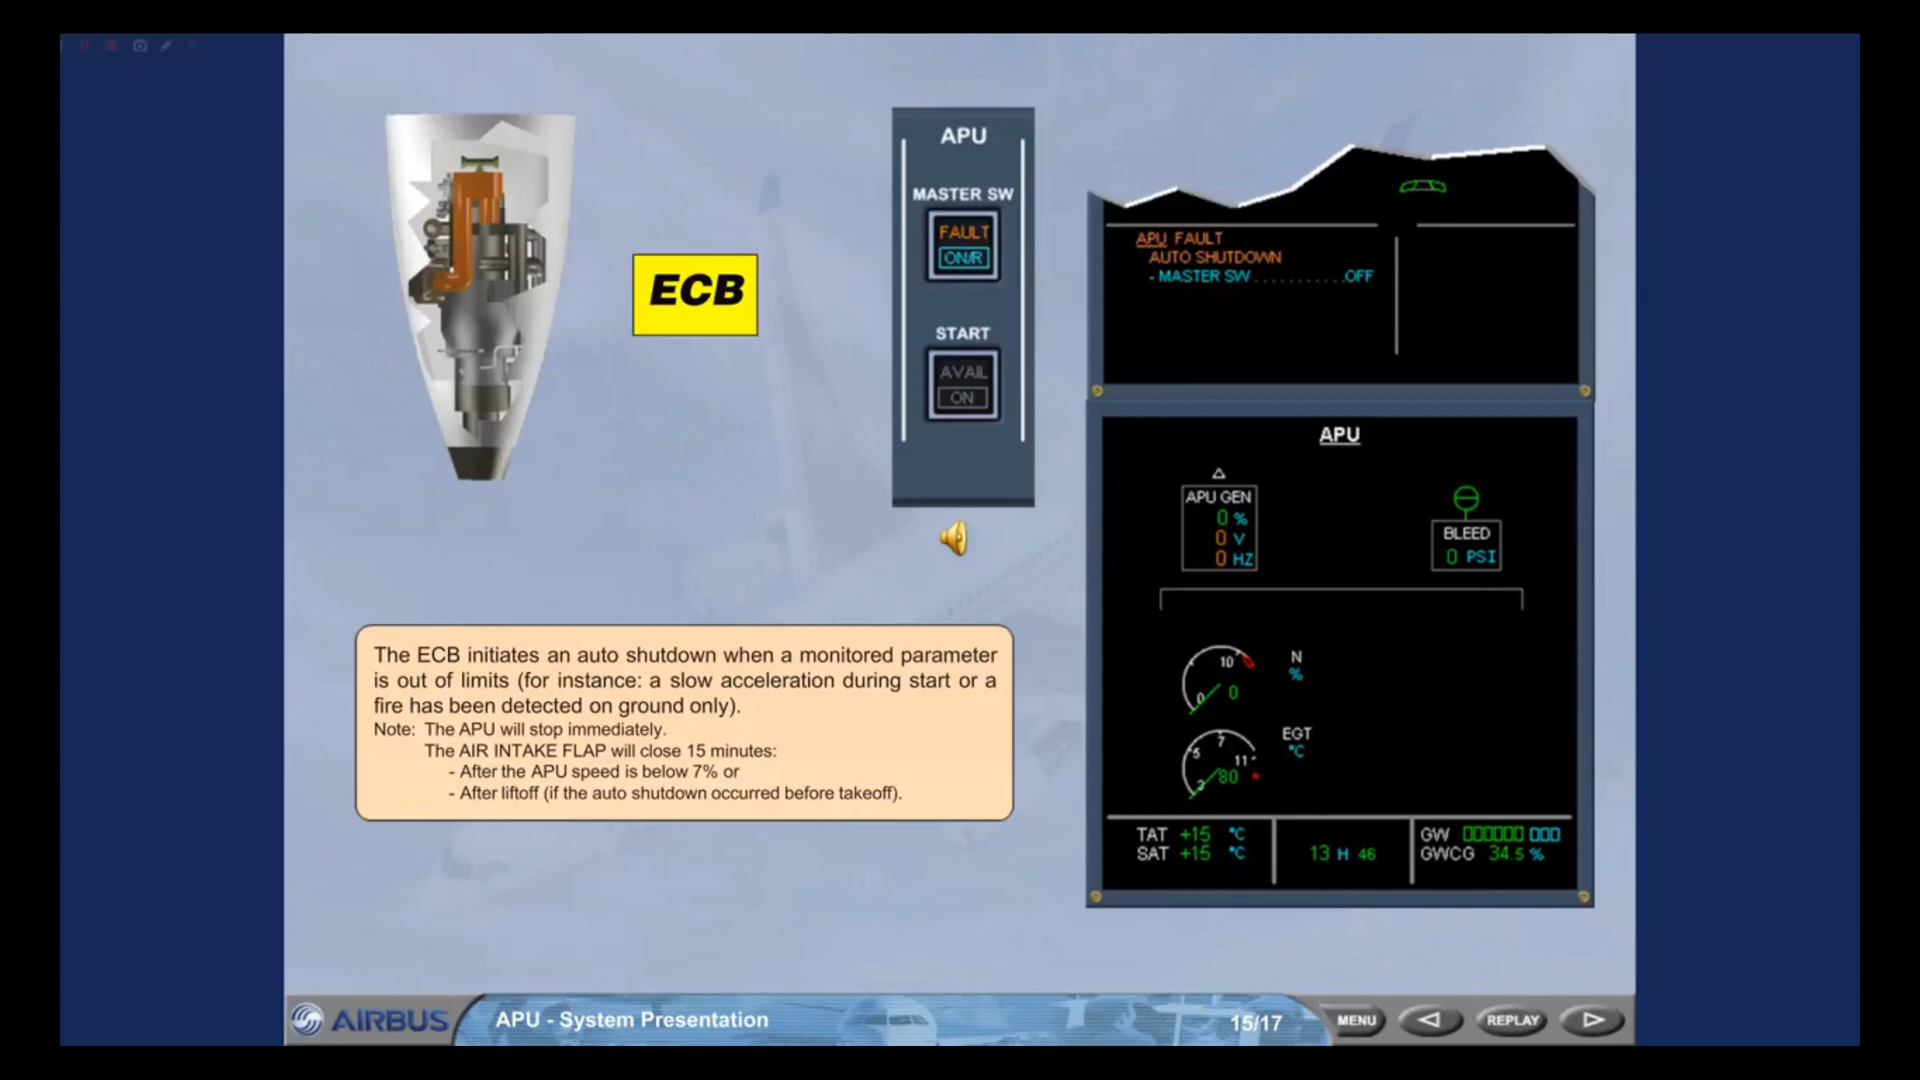 APU
MASTER SW
FAULT
ON/R
START
AVAIL
ON
ECB
APU FAULT
AUTO SHUTDOWN
- MASTER SW...........OFF
APU
APU GEN
0 %
0 V
0 HZ
BLEED
0 PSI
10
0
0
N
%
5
7
11
3
80
EGT
°C
TAT +15 °C
SAT +15 °C
13 H 46
GW
GWCG 34.5 %
The ECB initiates an auto shutdown when a monitored parameter
is out of limits (for instance: a slow acceleration during start or a
fire has been detected on ground only).
Note: The APU will stop immediately.
The AIR INTAKE FLAP will close 15 minutes:
- After the APU speed is below 7% or
- After liftoff (if the auto shutdown occurred before takeoff).
AIRBUS
APU - System Presentation
15/17
MENU
REPLAY